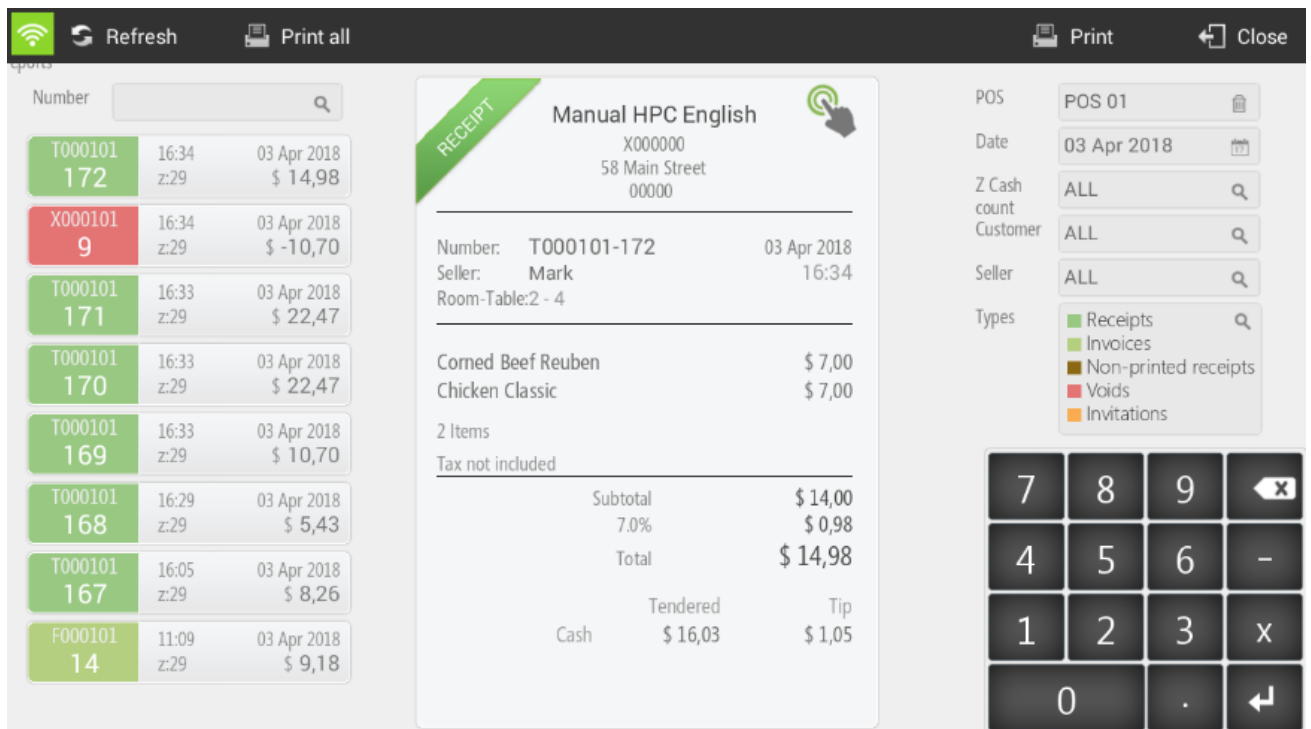 Refresh
Print all
Print
Close
Number
T000101
172
16:34
03 Apr 2018
z:29
$ 14,98
X000101
9
16:34
03 Apr 2018
z:29
$ -10,70
T000101
171
16:33
03 Apr 2018
z:29
$ 22,47
T000101
170
16:33
03 Apr 2018
z:29
$ 22,47
T000101
169
16:33
03 Apr 2018
z:29
$ 10,70
T000101
168
16:29
03 Apr 2018
z:29
$ 5,43
T000101
167
16:05
03 Apr 2018
z:29
$ 8,26
F000101
14
11:09
03 Apr 2018
z:29
$ 9,18
RECEIPT
Manual HPC English
X000000
58 Main Street
00000
Number: T000101-172 03 Apr 2018
Seller: Mark 16:34
Room-Table:2 - 4
Corned Beef Reuben $ 7,00
Chicken Classic $ 7,00
2 Items
Tax not included
Subtotal $ 14,00
7.0% $ 0,98
Total $ 14,98
Tendered Tip
Cash $ 16,03 $ 1,05
POS POS 01
Date 03 Apr 2018
17
Z Cash count ALL
Customer ALL
Seller ALL
Types
Receipts
Invoices
Non-printed receipts
Voids
Invitations
7 8 9 x
4 5 6 -
1 2 3 X
0 .